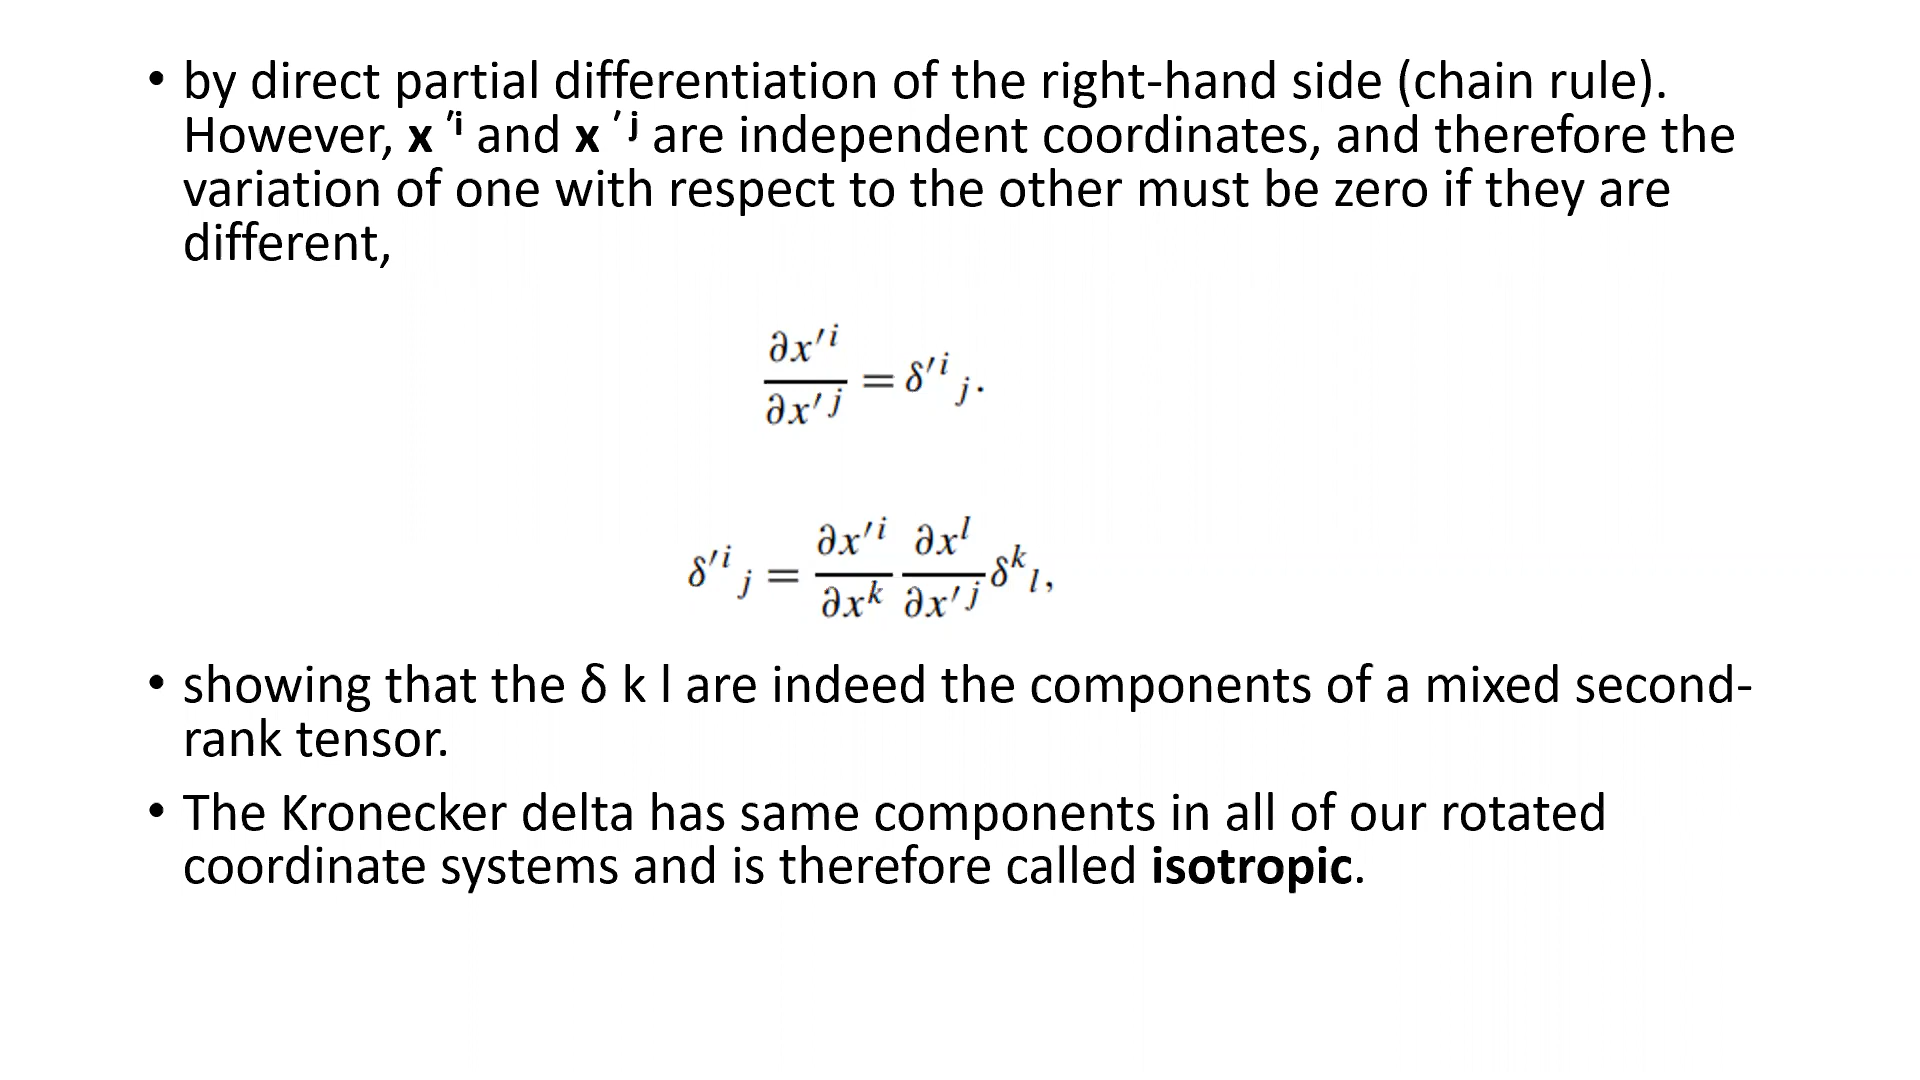 • by direct partial differentiation of the right-hand side (chain rule).
However, x ′i and x ′ j are independent coordinates, and therefore the
variation of one with respect to the other must be zero if they are
different,
∂x′i / ∂x′j = δ′i j.
δ′i j = ∂x′i / ∂xk ∂xl / ∂x′j δk l,
• showing that the δ k l are indeed the components of a mixed second-
rank tensor.
• The Kronecker delta has same components in all of our rotated
coordinate systems and is therefore called isotropic.